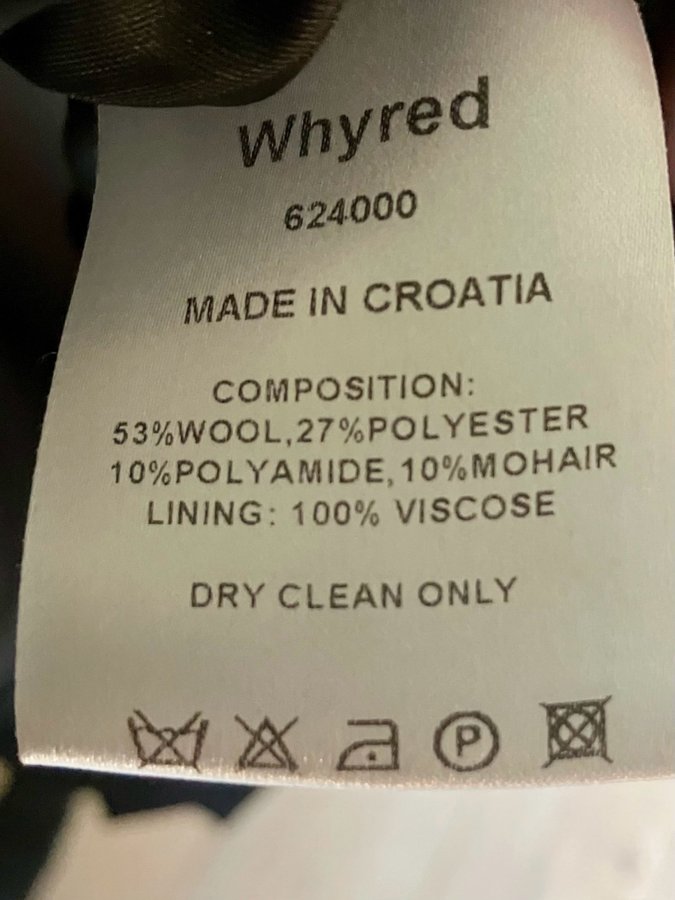 Whyred
624000
MADE IN CROATIA
COMPOSITION:
53%WOOL,27%POLYESTER
10%POLYAMIDE,10%MOHAIR
LINING: 100% VISCOSE
DRY CLEAN ONLY
P